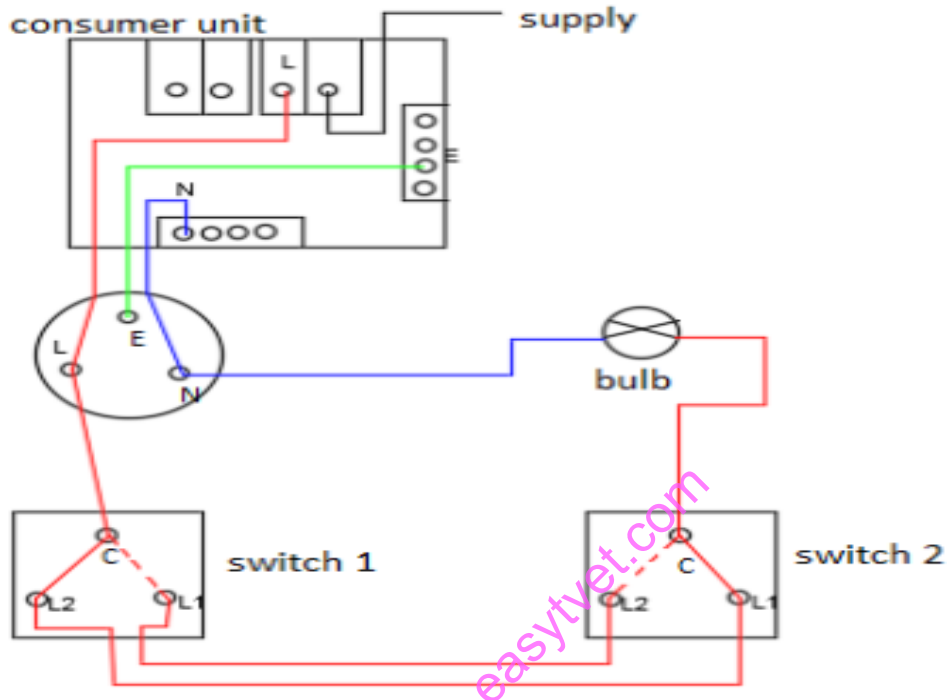 consumer unit
supply
L
E
N
E
L
N
bulb
C
L2
L1
switch 1
C
L2
L1
switch 2
easytvet.com